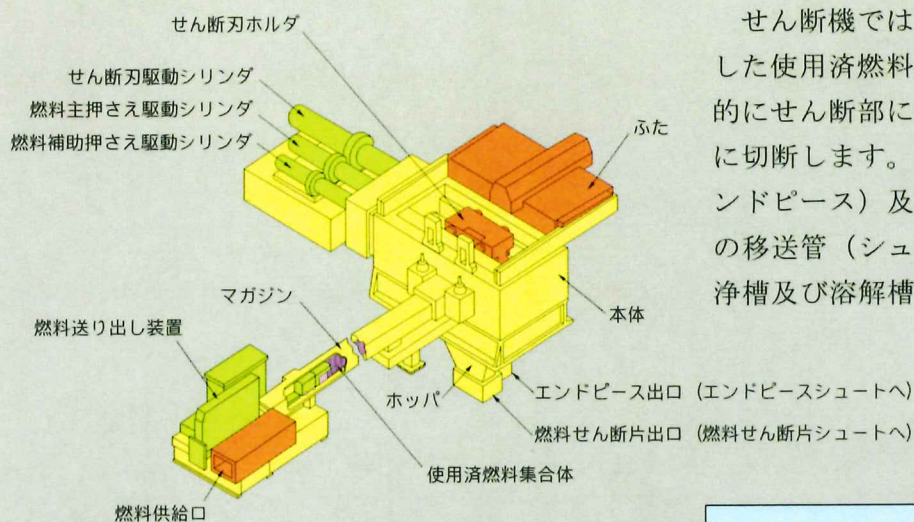 せん断刃ホルダ
せん断刃駆動シリンダ
燃料主押さえ駆動シリンダ
燃料補助押さえ駆動シリンダ
ふた
マガジン
本体
燃料送り出し装置
ホッパ
エンドピース出口（エンドピースシュートへ）
燃料せん断片出口（燃料せん断片シュートへ）
使用済燃料集合体
燃料供給口
せん断機では
した使用済燃料
的にせん断部に
に切断します。
ンドピース）及
の移送管（シュ
浄槽及び溶解槽